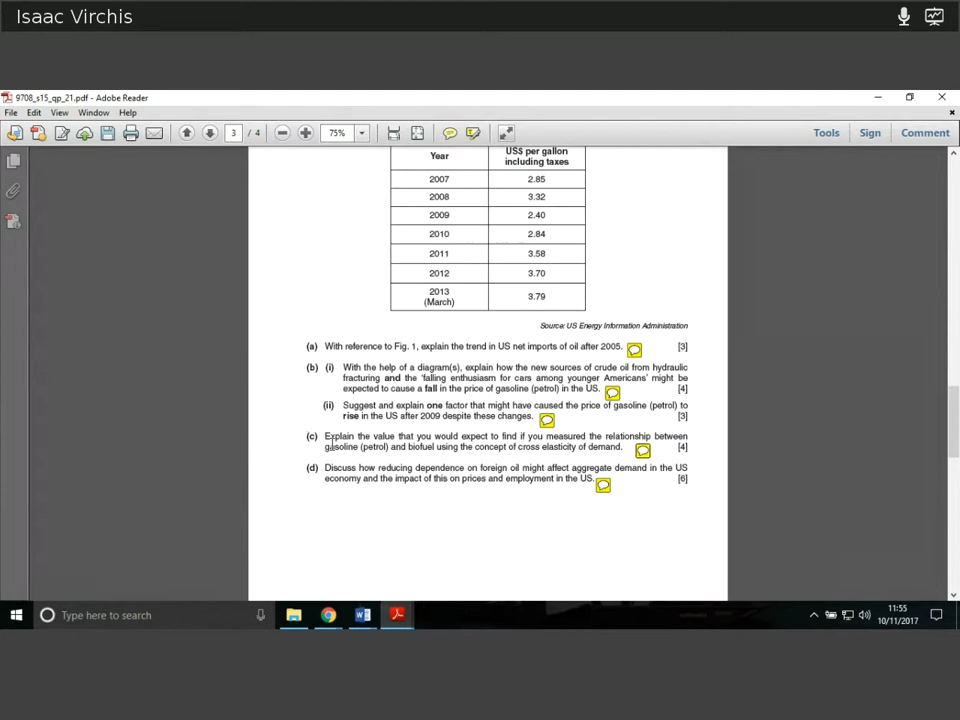 Isaac Virchis
9708_s15_qp_21.pdf - Adobe Reader
File Edit View Window Help
3 / 4 75% Tools Sign Comment
Year US$ per gallon
including taxes
2007 2.85
2008 3.32
2009 2.40
2010 2.84
2011 3.58
2012 3.70
2013
(March) 3.79
Source: US Energy Information Administration
(a) With reference to Fig. 1, explain the trend in US net imports of oil after 2005. [3]
(b) (i) With the help of a diagram(s), explain how the new sources of crude oil from hydraulic
fracturing and the 'falling enthusiasm for cars among younger Americans' might be
expected to cause a fall in the price of gasoline (petrol) in the US. [4]
(ii) Suggest and explain one factor that might have caused the price of gasoline (petrol) to
rise in the US after 2009 despite these changes. [3]
(c) Explain the value that you would expect to find if you measured the relationship between
gasoline (petrol) and biofuel using the concept of cross elasticity of demand. [4]
(d) Discuss how reducing dependence on foreign oil might affect aggregate demand in the US
economy and the impact of this on prices and employment in the US. [6]
Type here to search
11:55
10/11/2017